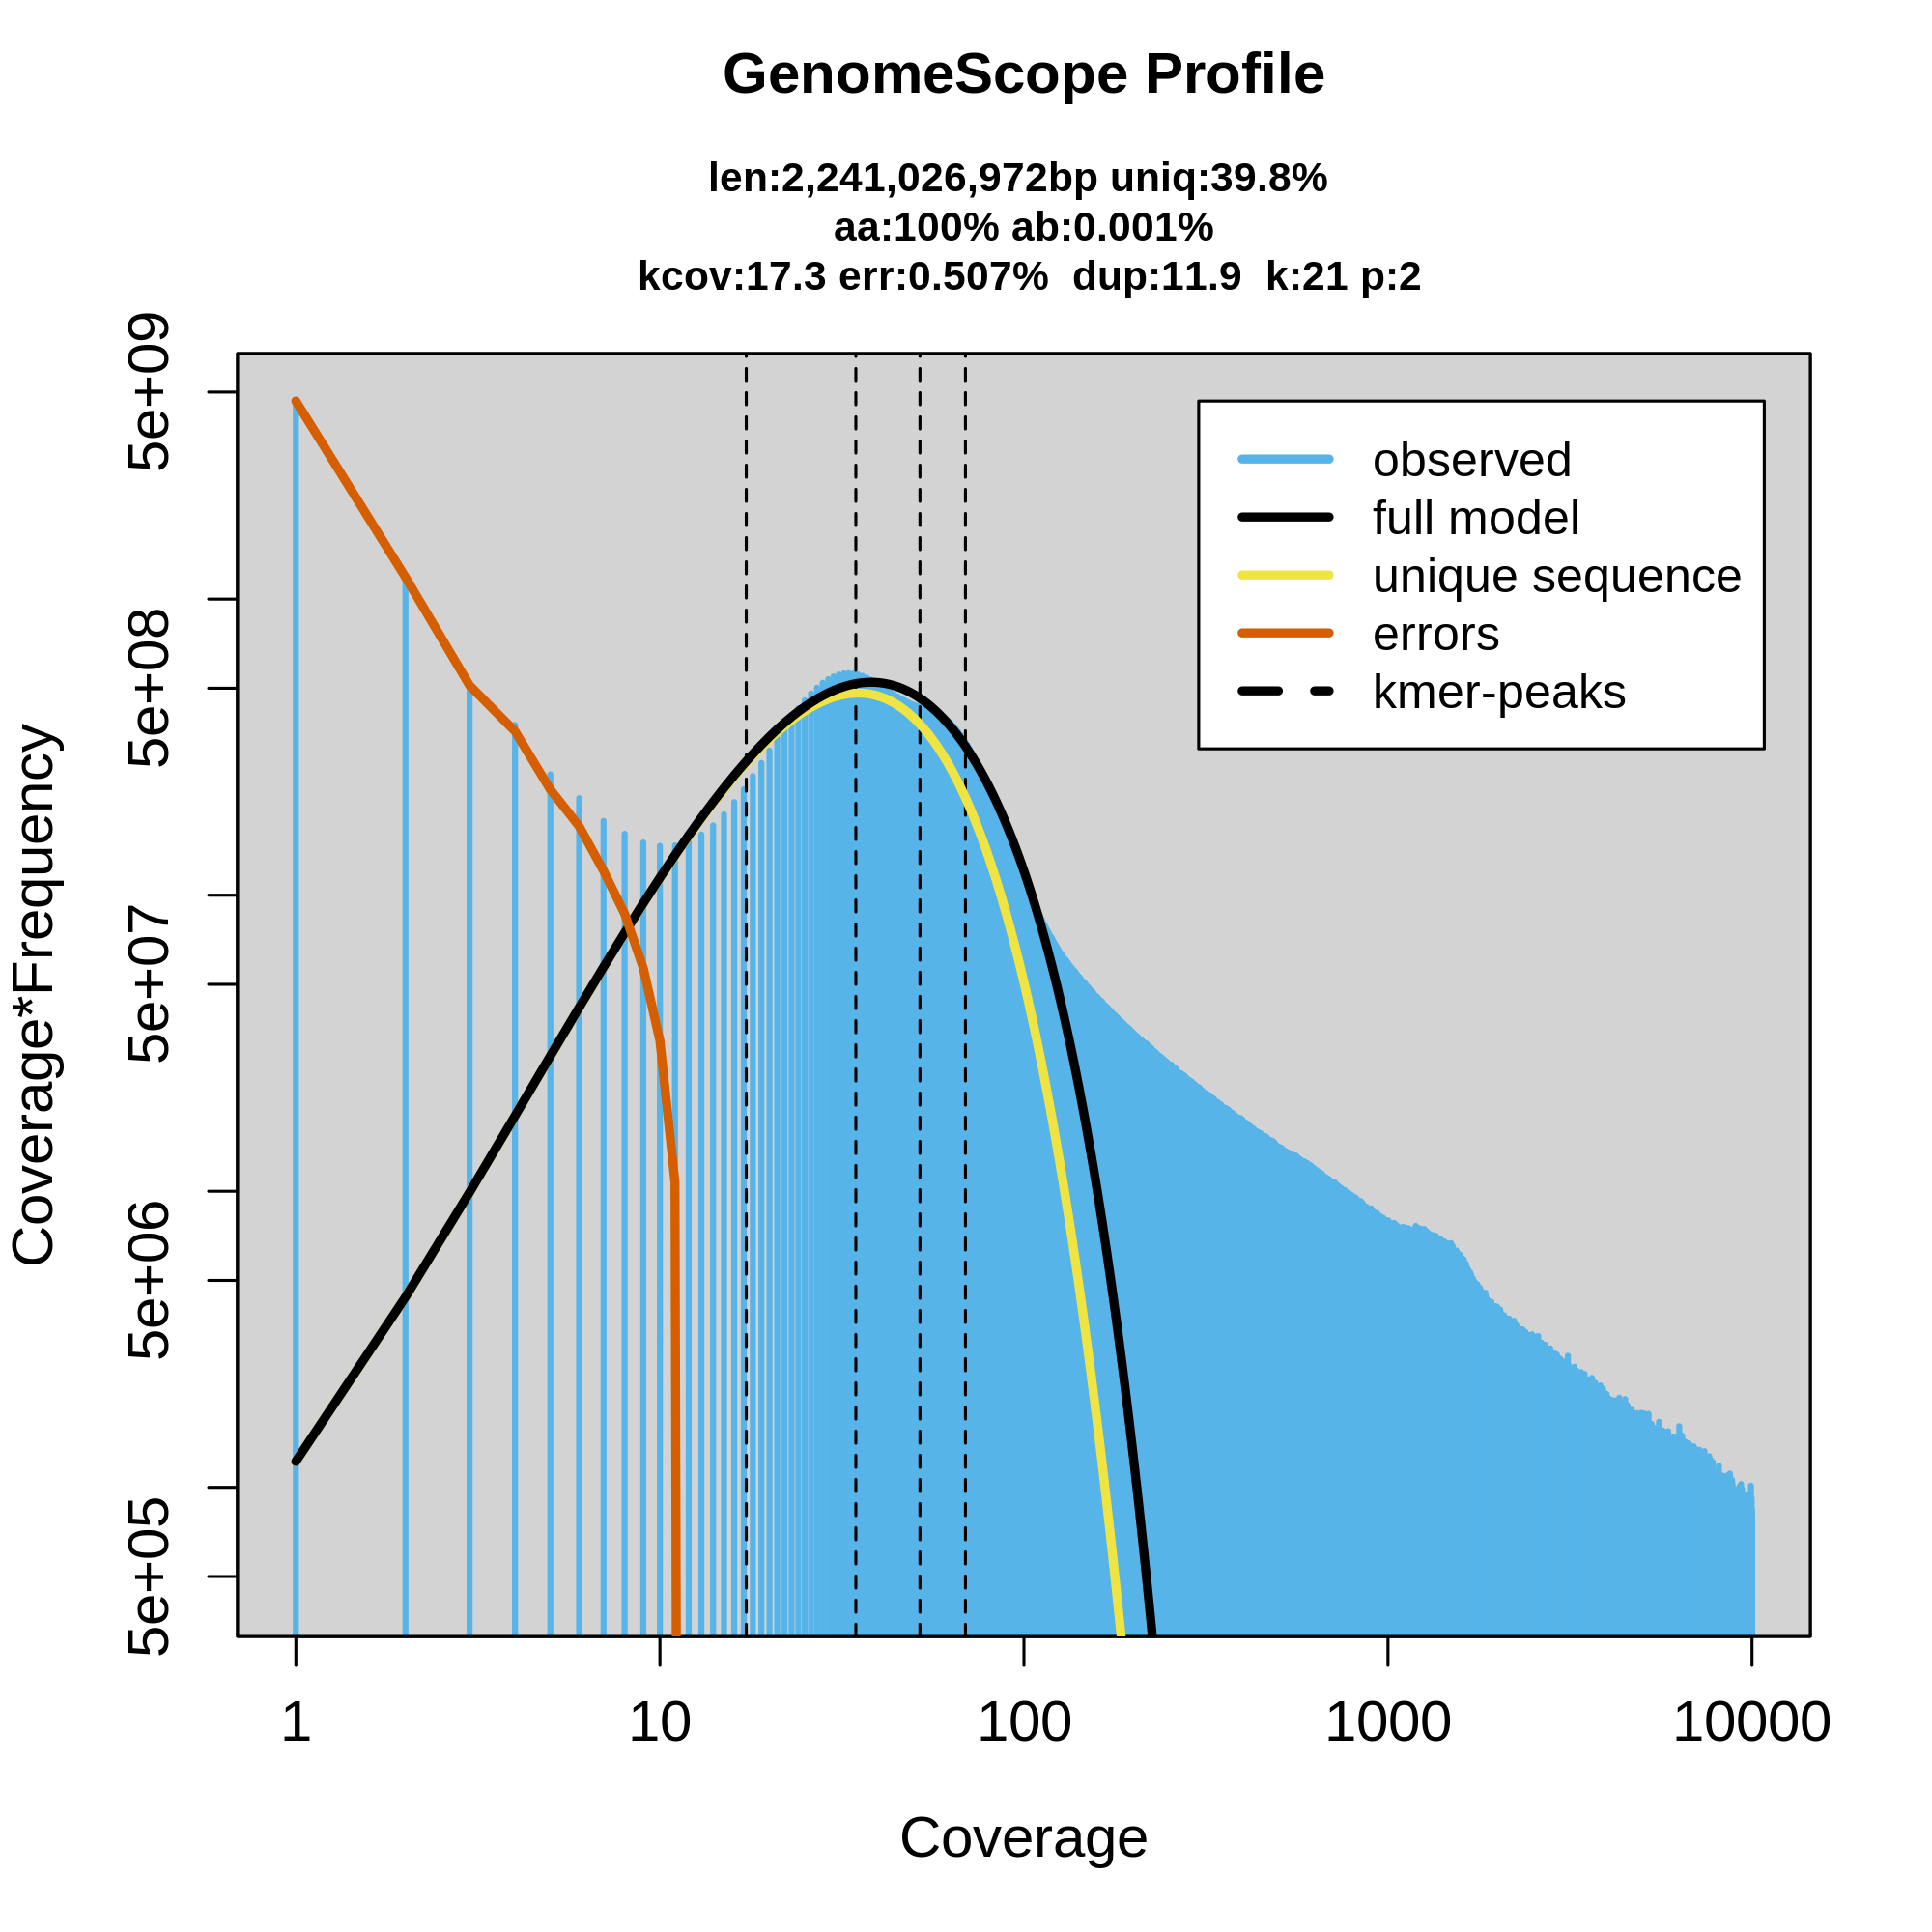 GenomeScope Profile
len:2,241,026,972bp uniq:39.8%
aa:100% ab:0.001%
kcov:17.3 err:0.507% dup:11.9 k:21 p:2
5e+09
5e+08
5e+07
5e+06
5e+05
Coverage*Frequency
observed
full model
unique sequence
errors
kmer-peaks
1
10
100
1000
10000
Coverage